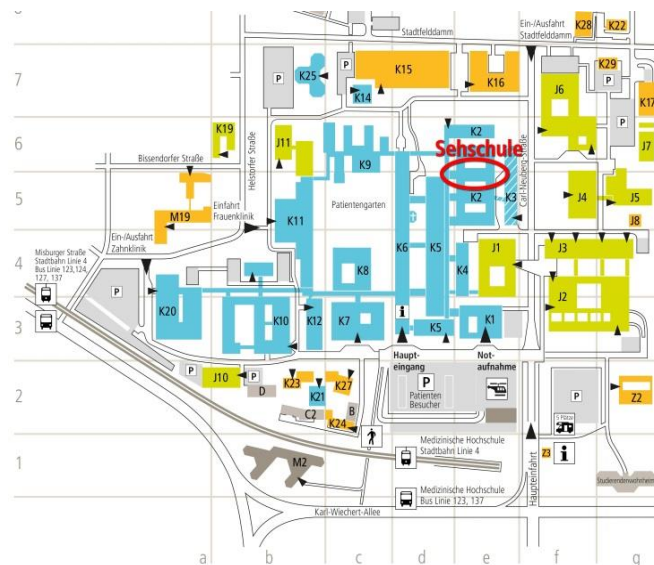 Stadtfelddamm
Ein-/Ausfahrt
Stadtfelddamm
K28
K22
7
P
K25
P
K14
K15
K16
J6
K29
P
K17
6
K19
J11
K9
K2
Sehschule
J7
Bissendorfer Straße
Helstorfer Straße
Carl-Neuberg-Straße
5
M19
Einfahrt
Frauenklinik
K11
Patientengarten
K6
K5
K2
K3
J4
J5
J8
Ein-/Ausfahrt
Zahnklinik
4
Misburger Straße
Stadtbahn Linie 4
Bus Line 123,124,
127, 137
P
K20
K8
K4
J1
J3
J2
3
K10
K12
K7
i
K5
K1
Haupt-
eingang
Not-
aufnahme
P
Patienten
Besucher
2
J10
P
D
K23
K21
K27
C2
B
K24
P
5 Plätze
Z2
1
M2
Medizinische Hochschule
Stadtbahn Linie 4
Medizinische Hochschule
Bus Linie 123, 137
Haupteinfahrt
Z3
i
Studierendenwohnheim
Karl-Wiechert-Allee
a
b
c
d
e
f
g